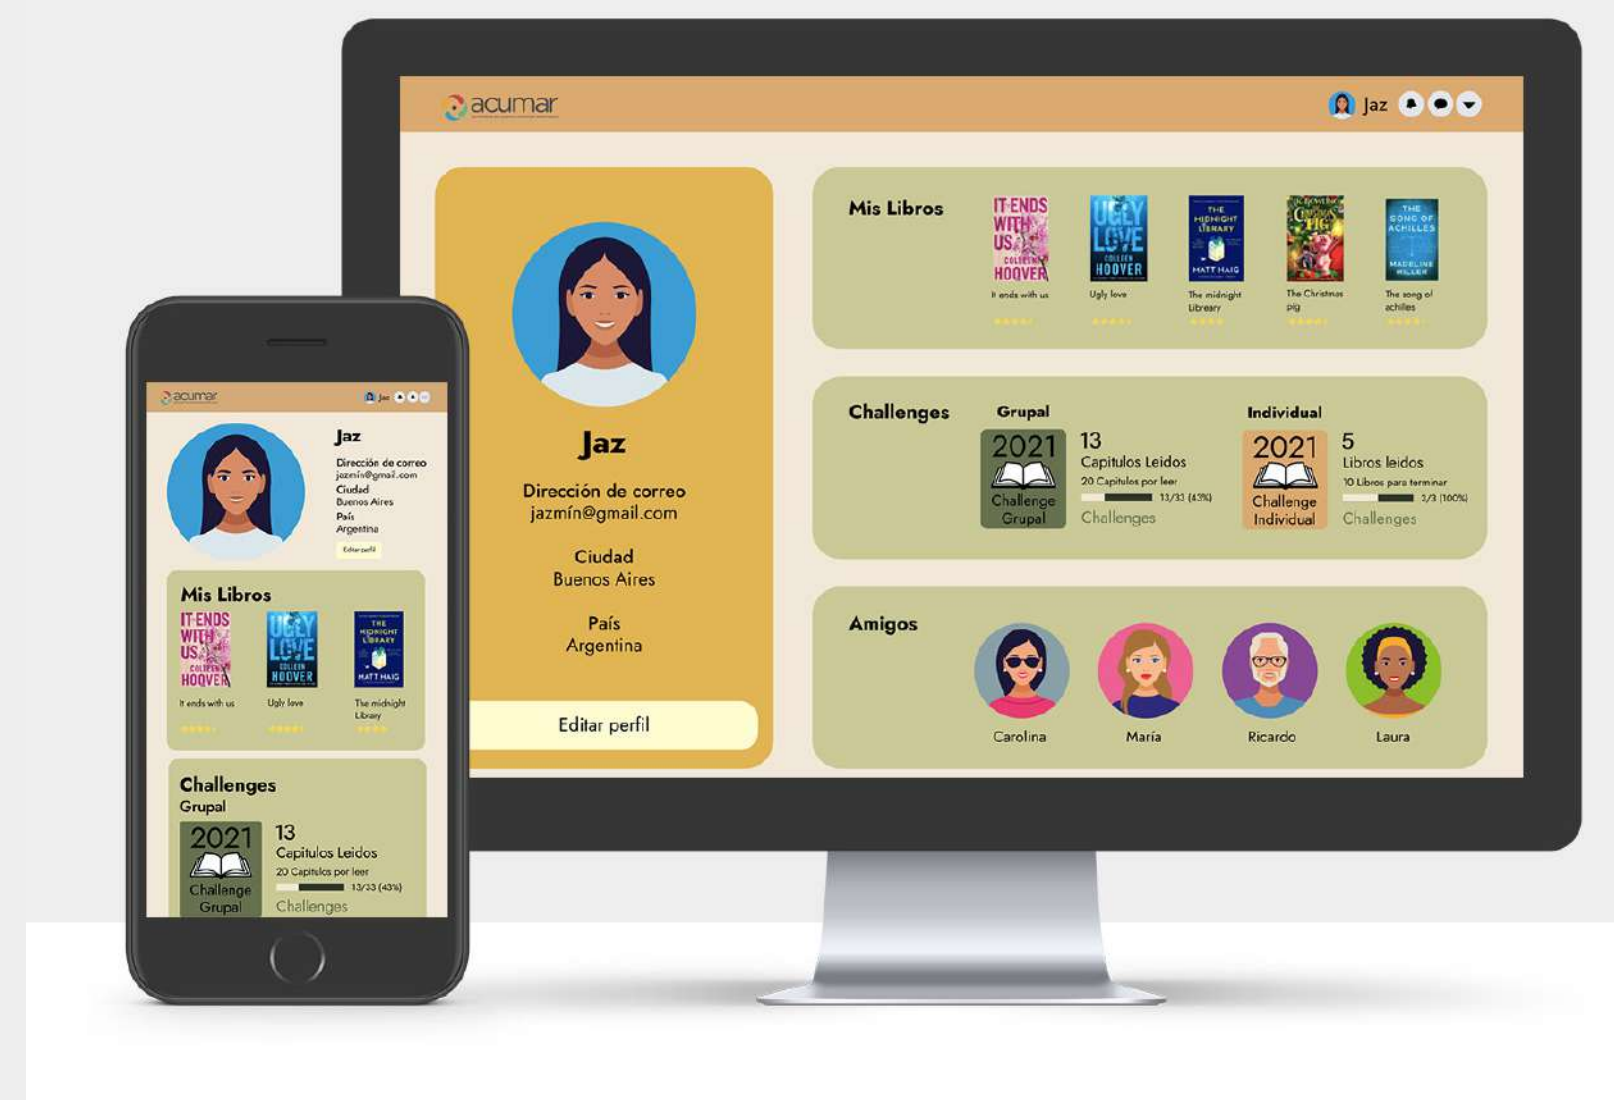 acumar
Jaz
Jaz
Dirección de correo
jazmín@gmail.com
Ciudad
Buenos Aires
País
Argentina
Editar perfil
Mis Libros
IT ENDS
WITH
US
COLLEEN
HOOVER
It ends with us
UGLY
LOVE
COLLEEN
HOOVER
Ugly love
THE
MIDNIGHT
LIBRARY
MATT HAIG
The midnight
Libreary
The Christmas
pig
THE
SONG OF
ACHILLES
MADELINE
MILLER
The song of
achilles
Challenges
Grupal
2021
Challenge
Grupal
13
Capitulos Leidos
20 Capitulos por leer
13/33 (43%)
Challenges
Individual
2021
Challenge
Individual
5
Libros leidos
10 Libros para terminar
3/3 (100%)
Challenges
Amigos
Carolina
María
Ricardo
Laura
acumar
Jaz
Jaz
Dirección de correo
jazmín@gmail.com
Ciudad
Buenos Aires
País
Argentina
Editar perfil
Mis Libros
IT ENDS
WITH
US
COLLEEN
HOOVER
It ends with us
UGLY
LOVE
COLLEEN
HOOVER
Ugly love
THE
MIDNIGHT
LIBRARY
MATT HAIG
The midnight
Library
Challenges
Grupal
2021
Challenge
Grupal
13
Capitulos Leidos
20 Capitulos por leer
13/33 (43%)
Challenges